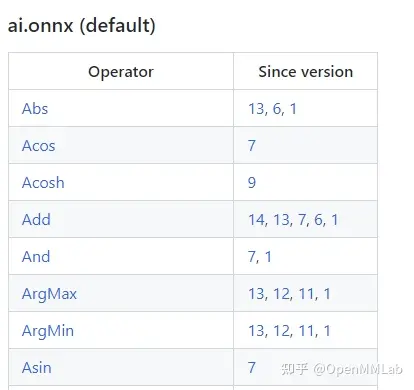 ai.onnx (default)
Operator Since version
Abs 13, 6, 1
Acos 7
Acosh 9
Add 14, 13, 7, 6, 1
And 7, 1
ArgMax 13, 12, 11, 1
ArgMin 13, 12, 11, 1
Asin 7
知乎 @OpenMMLab